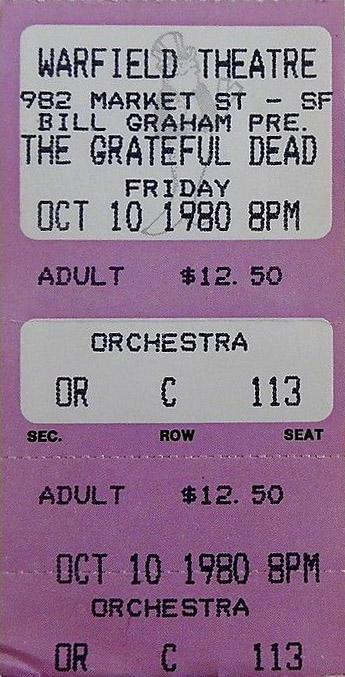 WARFIELD THEATRE
982 MARKET ST - SF
BILL GRAHAM PRE.
THE GRATEFUL DEAD
FRIDAY
OCT 10 1980 8PM
ADULT $12.50
ORCHESTRA
OR C 113
SEC. ROW SEAT
ADULT $12.50
OCT 10 1980 8PM
ORCHESTRA
OR C 113